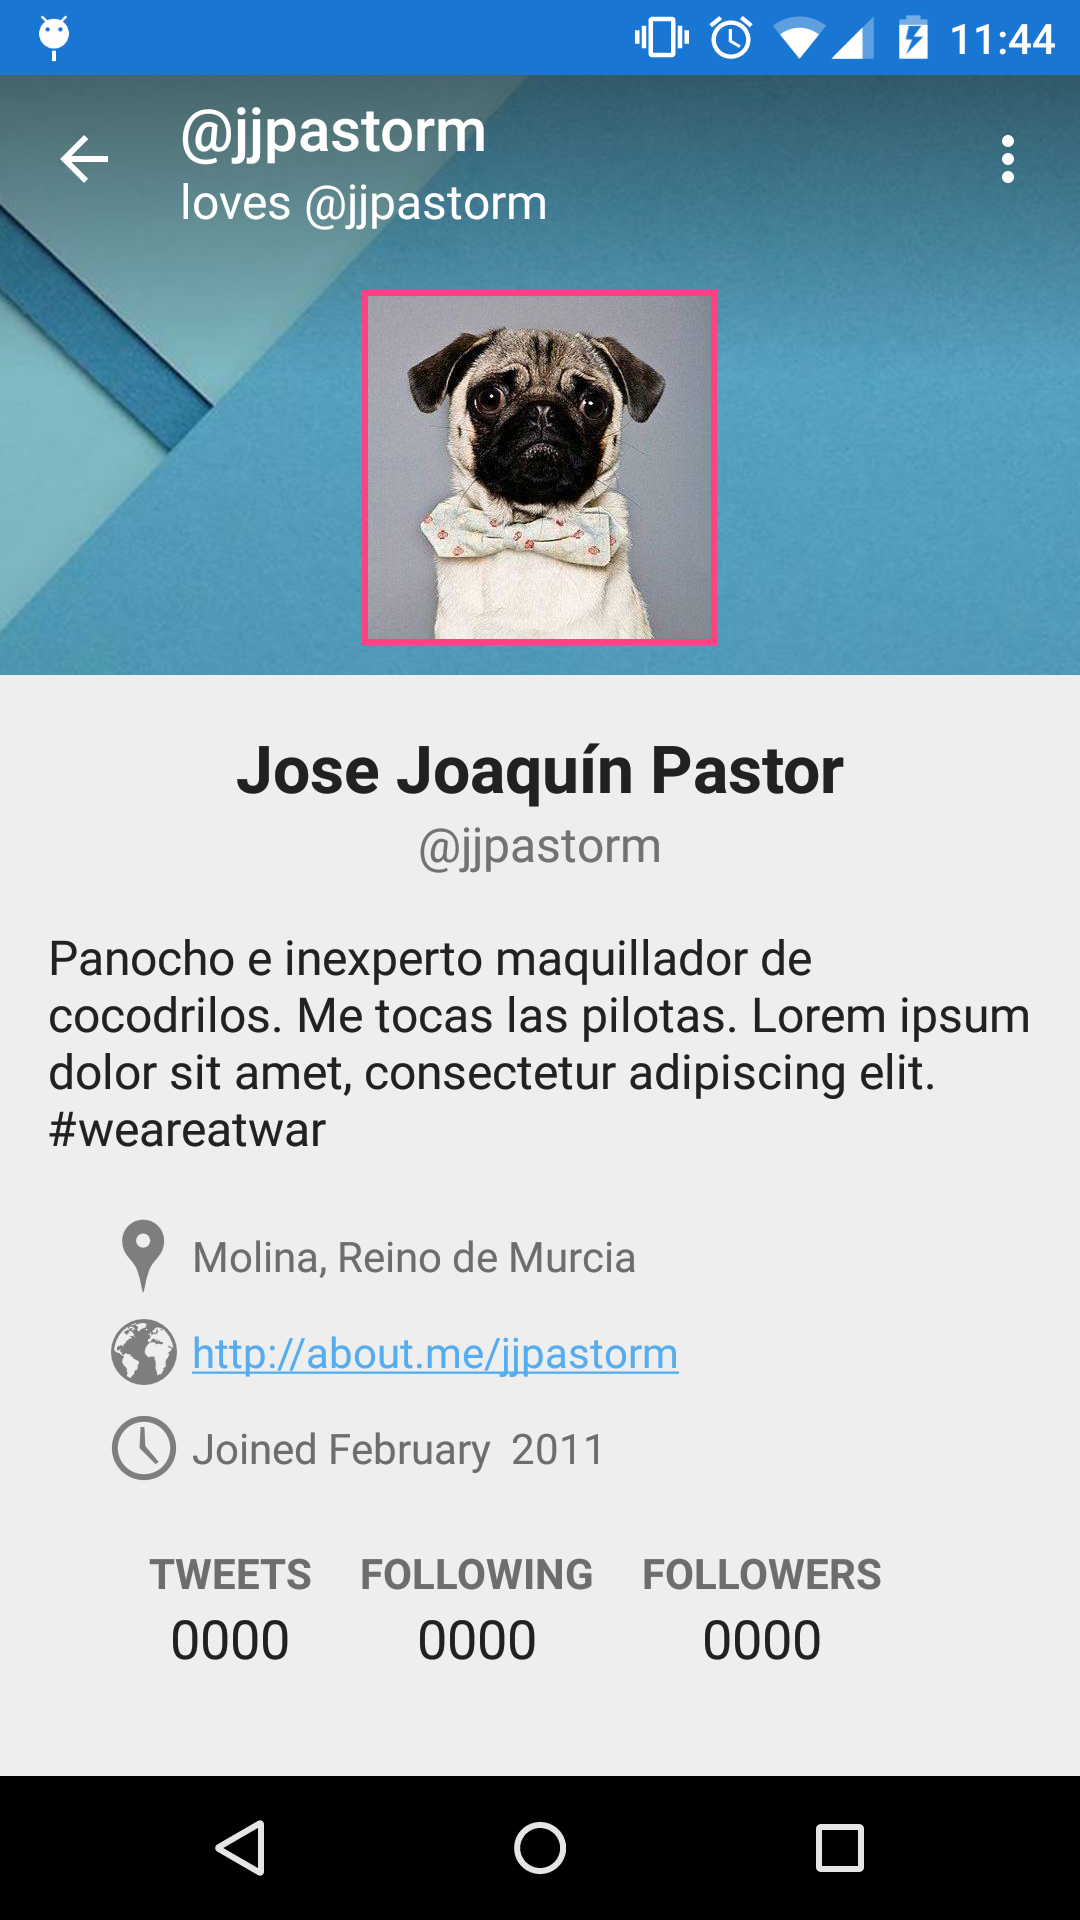 11:44
@jjpastorm
loves @jjpastorm
Jose Joaquín Pastor
@jjpastorm
Panocho e inexperto maquillador de
cocodrilos. Me tocas las pilotas. Lorem ipsum
dolor sit amet, consectetur adipiscing elit.
#weareatwar
Molina, Reino de Murcia
http://about.me/jjpastorm
Joined February  2011
TWEETS FOLLOWING FOLLOWERS
0000 0000 0000